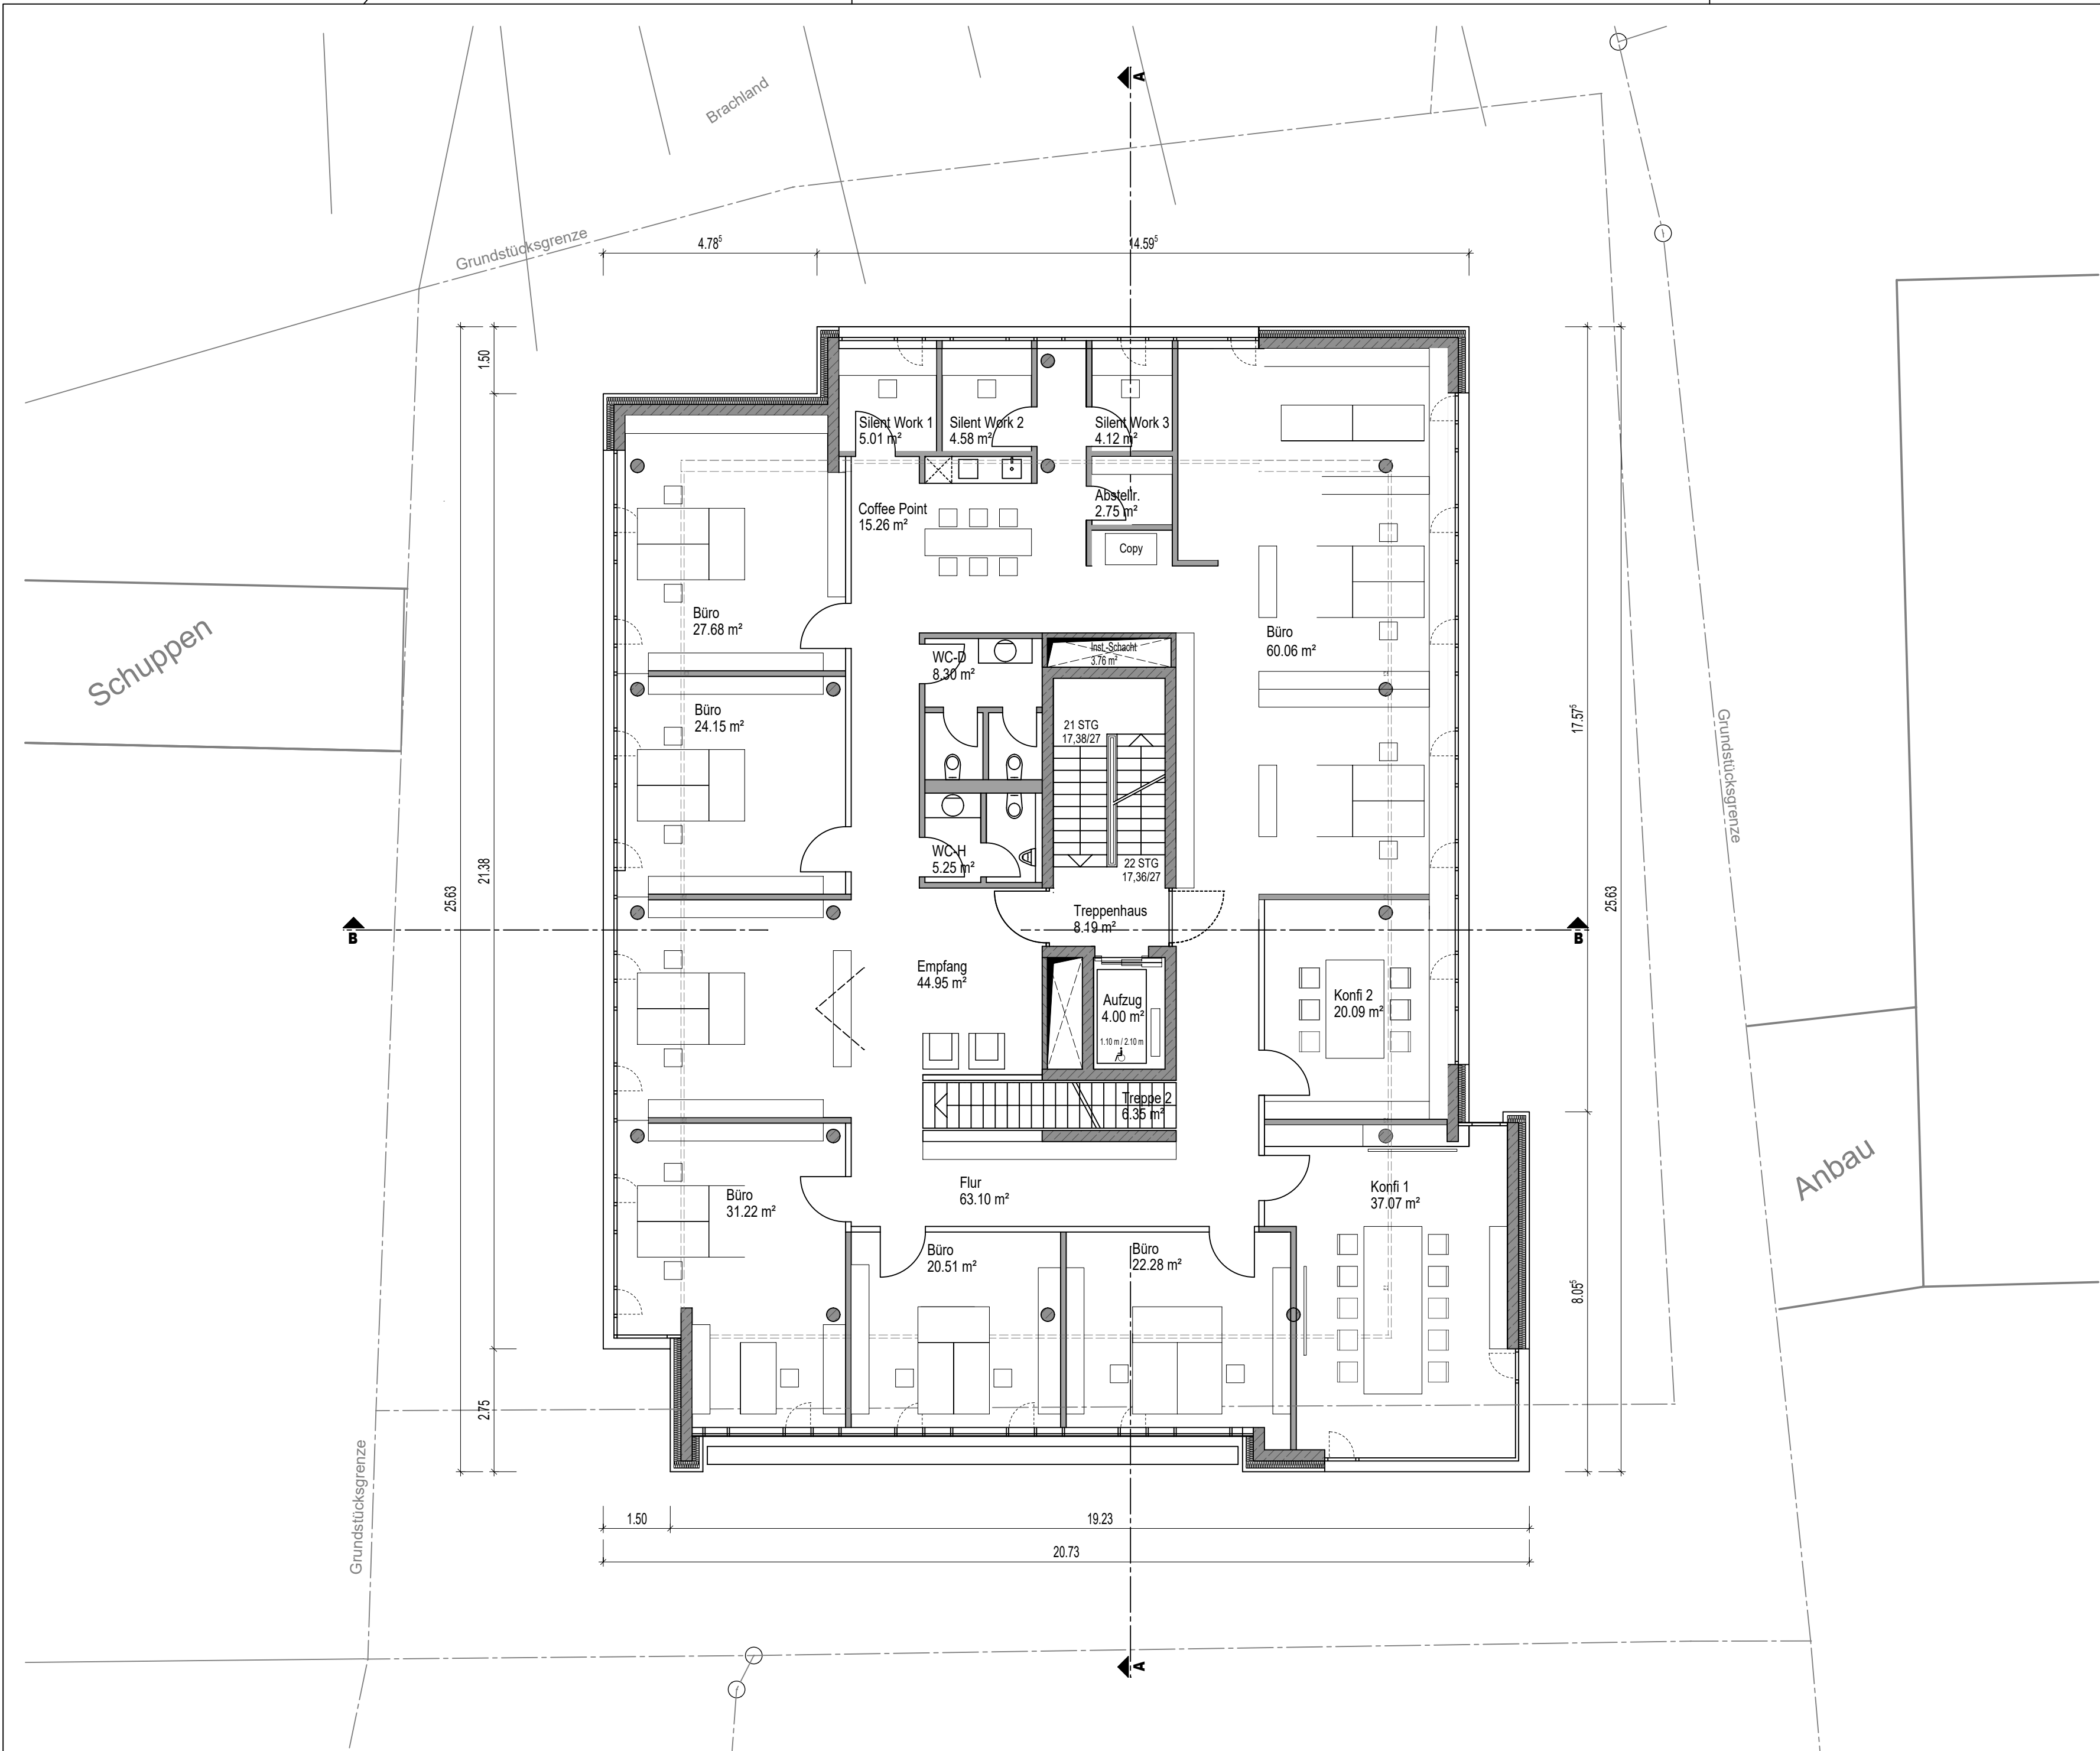 A
Brachland
Grundstücksgrenze
4.78⁵
14.59⁵
1.50
Silent Work 1
5.01 m²
Silent Work 2
4.58 m²
Silent Work 3
4.12 m²
Coffee Point
15.26 m²
Abstellr.
2.75 m²
Copy
Büro
27.68 m²
Büro
60.06 m²
Schuppen
WC-D
8.30 m²
Inst.-Schacht
3.76 m²
Büro
24.15 m²
21 STG
17,38/27
17.57⁵
Grundstücksgrenze
WC-H
5.25 m²
22 STG
17,36/27
21.38
25.63
25.63
Treppenhaus
8.19 m²
B
B
Empfang
44.95 m²
Aufzug
4.00 m²
1.10 m / 2.10 m
Konfi 2
20.09 m²
Treppe 2
6.35 m²
Anbau
Flur
63.10 m²
Büro
31.22 m²
Konfi 1
37.07 m²
Büro
20.51 m²
Büro
22.28 m²
8.05⁵
2.75
Grundstücksgrenze
1.50
19.23
20.73
A